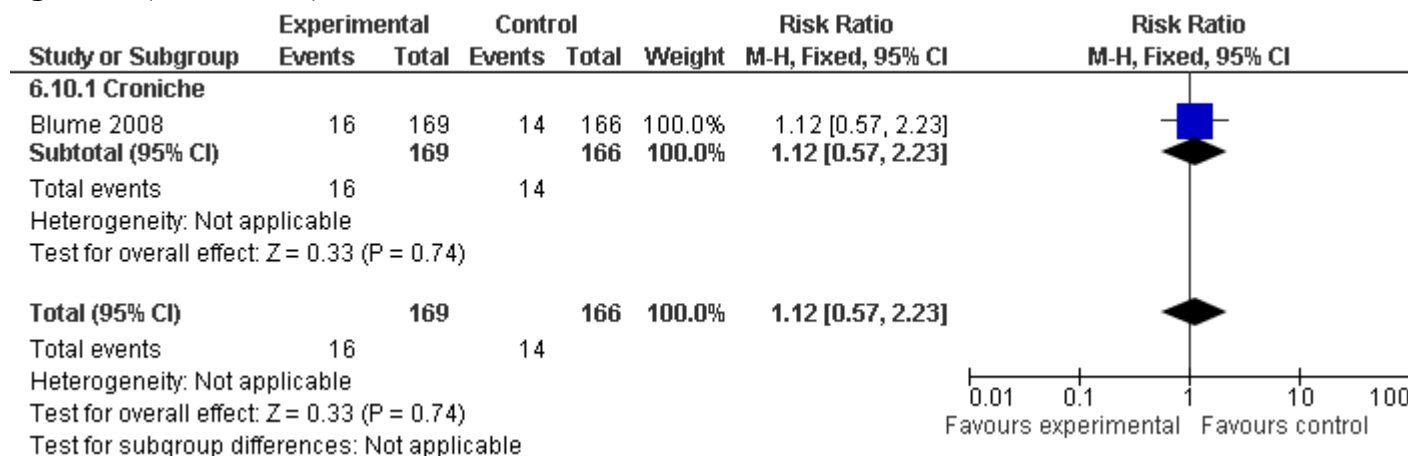 Experimental Control Risk Ratio Risk Ratio
Study or Subgroup Events Total Events Total Weight M-H, Fixed, 95% CI M-H, Fixed, 95% CI
6.10.1 Croniche
Blume 2008 16 169 14 166 100.0% 1.12 [0.57, 2.23]
Subtotal (95% CI) 169 166 100.0% 1.12 [0.57, 2.23]
Total events 16 14
Heterogeneity: Not applicable
Test for overall effect: Z = 0.33 (P = 0.74)
Total (95% CI) 169 166 100.0% 1.12 [0.57, 2.23]
Total events 16 14
Heterogeneity: Not applicable
Test for overall effect: Z = 0.33 (P = 0.74)
Test for subgroup differences: Not applicable
0.01 0.1 1 10 100
Favours experimental Favours control